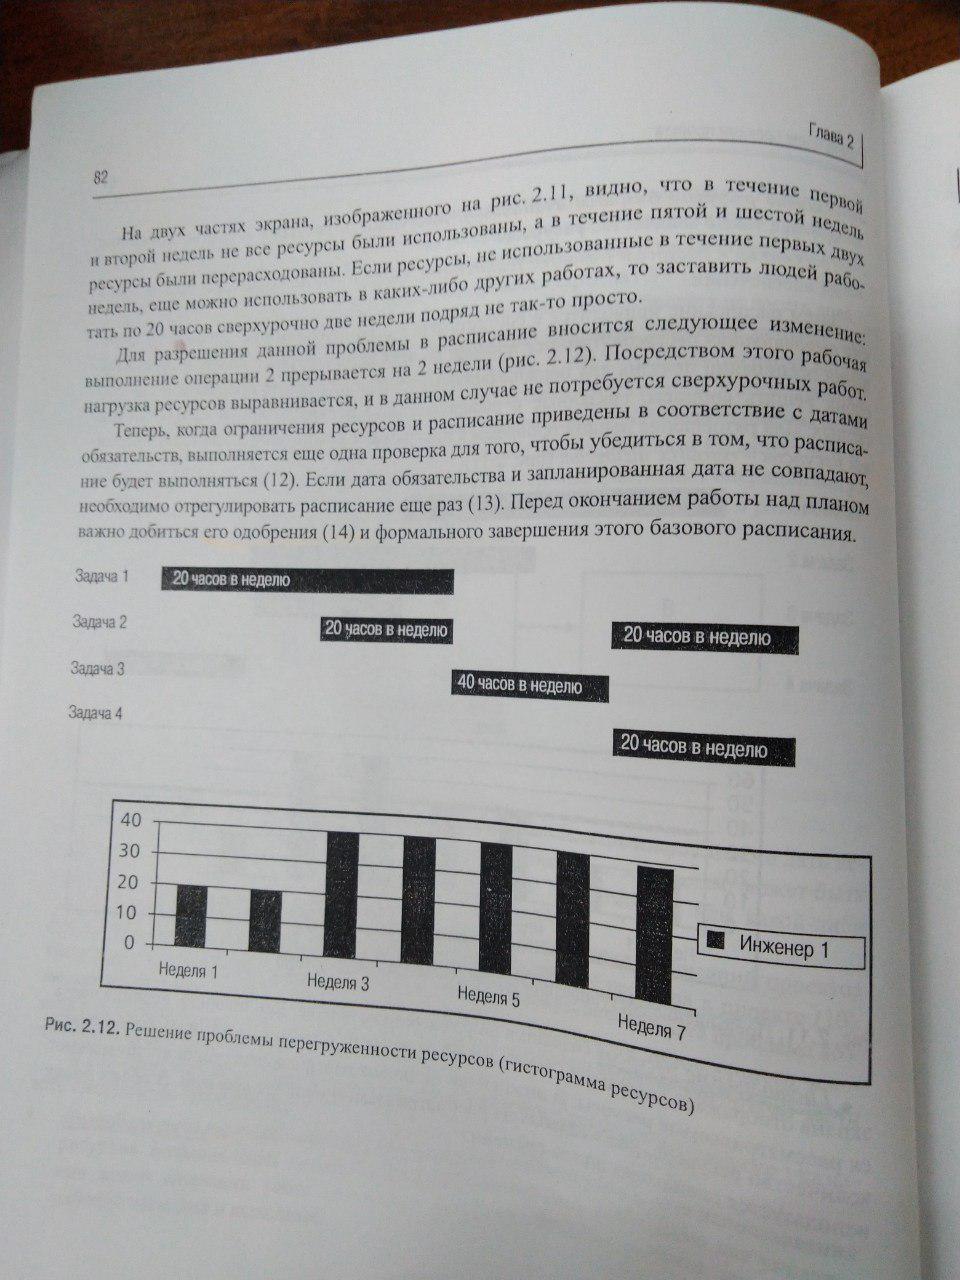 82
Глава 2
На двух частях экрана, изображенного на рис. 2.11, видно, что в течение первой
и второй недель не все ресурсы были использованы, а в течение пятой и шестой недель
ресурсы были перерасходованы. Если ресурсы, не использованные в течение первых двух
недель, еще можно использовать в каких-либо других работах, то заставить людей рабо-
тать по 20 часов сверхурочно две недели подряд не так-то просто.
Для разрешения данной проблемы в расписание вносится следующее изменение:
выполнение операции 2 прерывается на 2 недели (рис. 2.12). Посредством этого рабочая
нагрузка ресурсов выравнивается, и в данном случае не потребуется сверхурочных работ.
Теперь, когда ограничения ресурсов и расписание приведены в соответствие с датами
обязательств, выполняется еще одна проверка для того, чтобы убедиться в том, что расписа-
ние будет выполняться (12). Если дата обязательства и запланированная дата не совпадают,
необходимо отрегулировать расписание еще раз (13). Перед окончанием работы над планом
важно добиться его одобрения (14) и формального завершения этого базового расписания.
Задача 1 20 часов в неделю
Задача 2 20 часов в неделю 20 часов в неделю
Задача 3 40 часов в неделю
Задача 4 20 часов в неделю
40
30
20
10
0
Инженер 1
Неделя 1 Неделя 3 Неделя 5 Неделя 7
Рис. 2.12. Решение проблемы перегруженности ресурсов (гистограмма ресурсов)